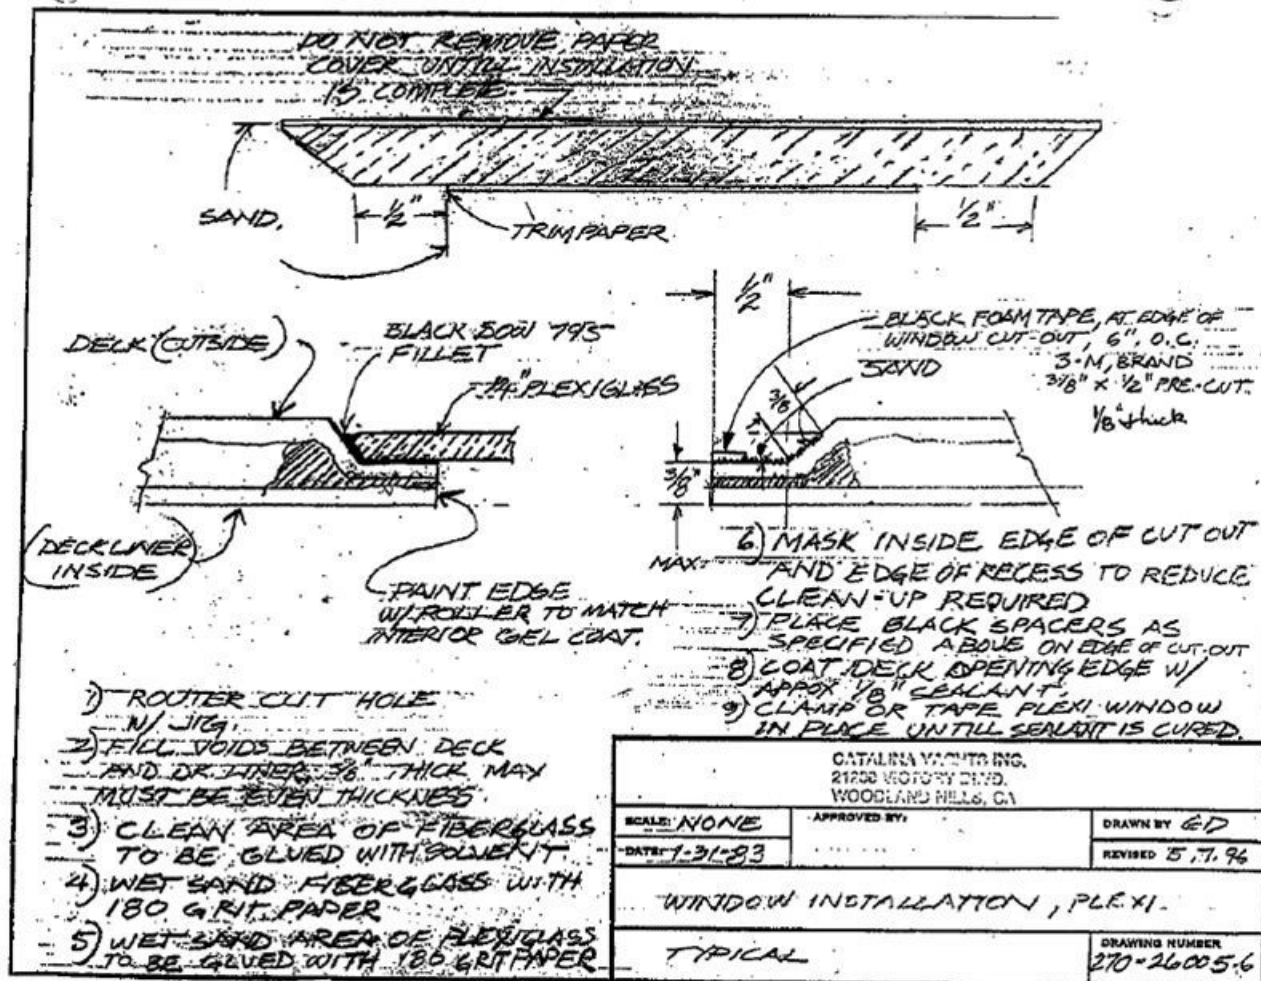 DO NOT REMOVE PAPER
COVER UNTILL INSTALLATION
IS COMPLETE.
SAND.
1/2"
TRIM PAPER
1/2"
DECK (OUTSIDE)
BLACK DOW 795
FILLET
1/4" PLEXIGLASS
(DECK LINER
INSIDE)
PAINT EDGE
W/ ROLLER TO MATCH
INTERIOR GEL COAT.
1/2"
BLACK FOAM TAPE, AT EDGE OF
WINDOW CUT-OUT, 6" O.C.
3-M, BRAND
3/8" X 1/2" PRE-CUT.
1/8" thick
SAND
3/8
3/8"
MAX.
1) ROUTER CUT HOLE
W/ JIG.
2) FILL VOIDS BETWEEN DECK
AND DK. LINER, 3/8" THICK MAX
MUST BE EVEN THICKNESS.
3) CLEAN AREA OF FIBERGLASS
TO BE GLUED WITH SOLVENT.
4) WET SAND FIBERGLASS WITH
180 GRIT PAPER
5) WET SAND AREA OF PLEXIGLASS
TO BE GLUED WITH 180 GRIT PAPER
6) MASK INSIDE EDGE OF CUT OUT
AND EDGE OF RECESS TO REDUCE
CLEAN-UP REQUIRED
7) PLACE BLACK SPACERS AS
SPECIFIED ABOVE ON EDGE OF CUT-OUT
8) COAT DECK OPENING EDGE W/
APPOX 1/8" SEALANT.
9) CLAMP OR TAPE PLEXI WINDOW
IN PLACE UNTILL SEALANT IS CURED.
CATALINA YACHTS INC.
21200 VICTORY BLVD.
WOODLAND HILLS, CA
SCALE: NONE
APPROVED BY:
DRAWN BY ED
DATE: 1-31-83
REVISED 5.7.96
WINDOW INSTALLATION, PLEXI.
TYPICAL
DRAWING NUMBER
270-26005-6